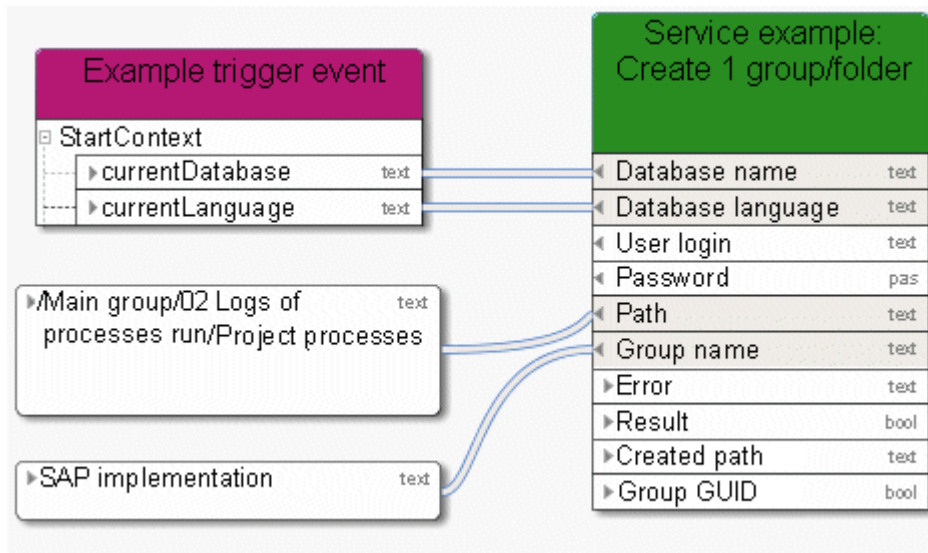 Example trigger event
StartContext
currentDatabase text
currentLanguage text
/Main group/02 Logs of text
processes run/Project processes
SAP implementation text
Service example:
Create 1 group/folder
Database name text
Database language text
User login text
Password pas
Path text
Group name text
Error text
Result bool
Created path text
Group GUID bool